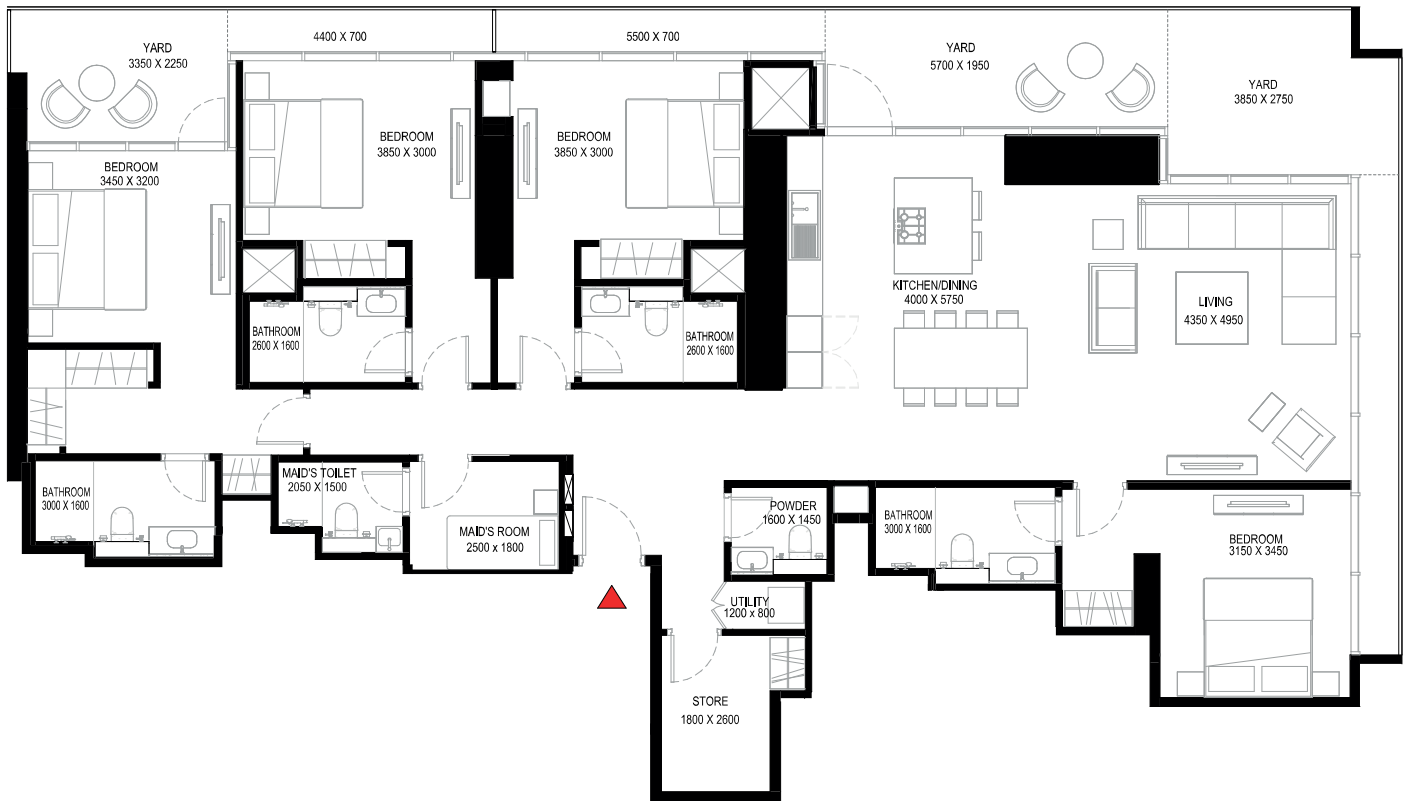 YARD
3350 X 2250
4400 X 700
5500 X 700
YARD
5700 X 1950
YARD
3850 X 2750
BEDROOM
3450 X 3200
BEDROOM
3850 X 3000
BEDROOM
3850 X 3000
KITCHEN/DINING
4000 X 5750
LIVING
4350 X 4950
BATHROOM
2600 X 1600
BATHROOM
2600 X 1600
BATHROOM
3000 X 1600
MAID'S TOILET
2050 X 1500
MAID'S ROOM
2500 x 1800
POWDER
1600 X 1450
BATHROOM
3000 X 1600
BEDROOM
3150 X 3450
UTILITY
1200 x 800
STORE
1800 X 2600